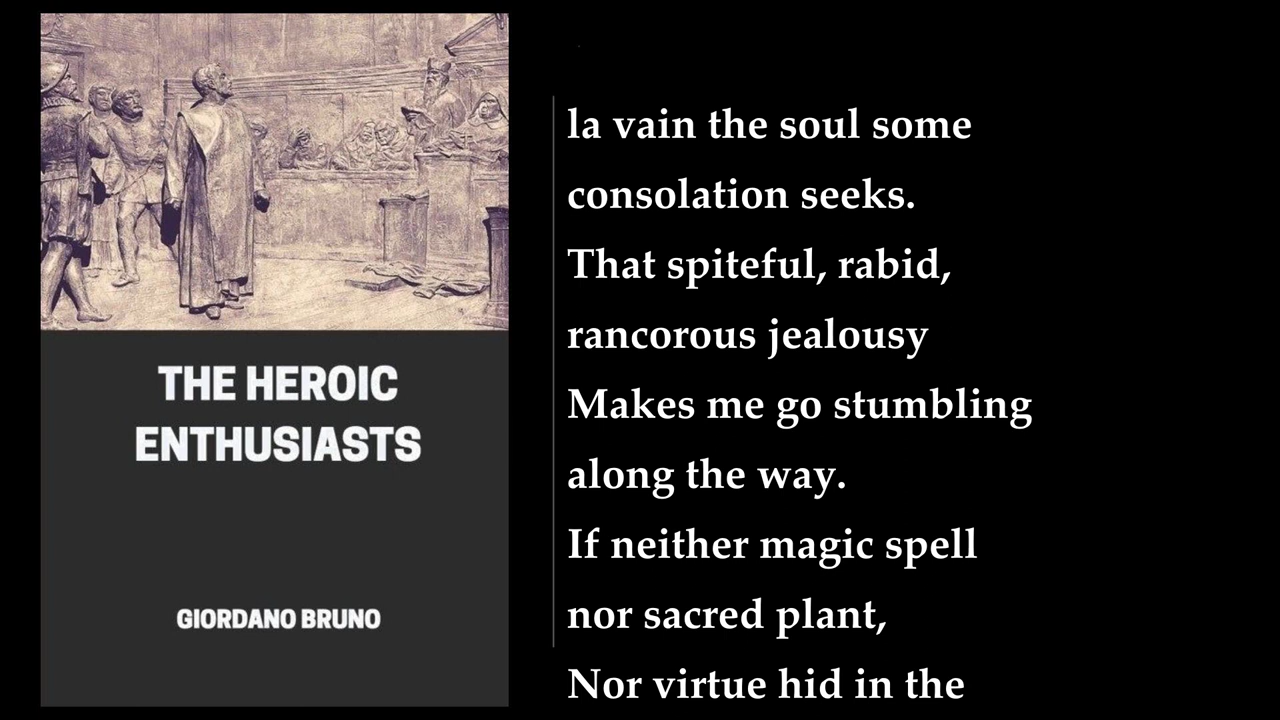 THE HEROIC
ENTHUSIASTS
GIORDANO BRUNO
la vain the soul some
consolation seeks.
That spiteful, rabid,
rancorous jealousy
Makes me go stumbling
along the way.
If neither magic spell
nor sacred plant,
Nor virtue hid in the